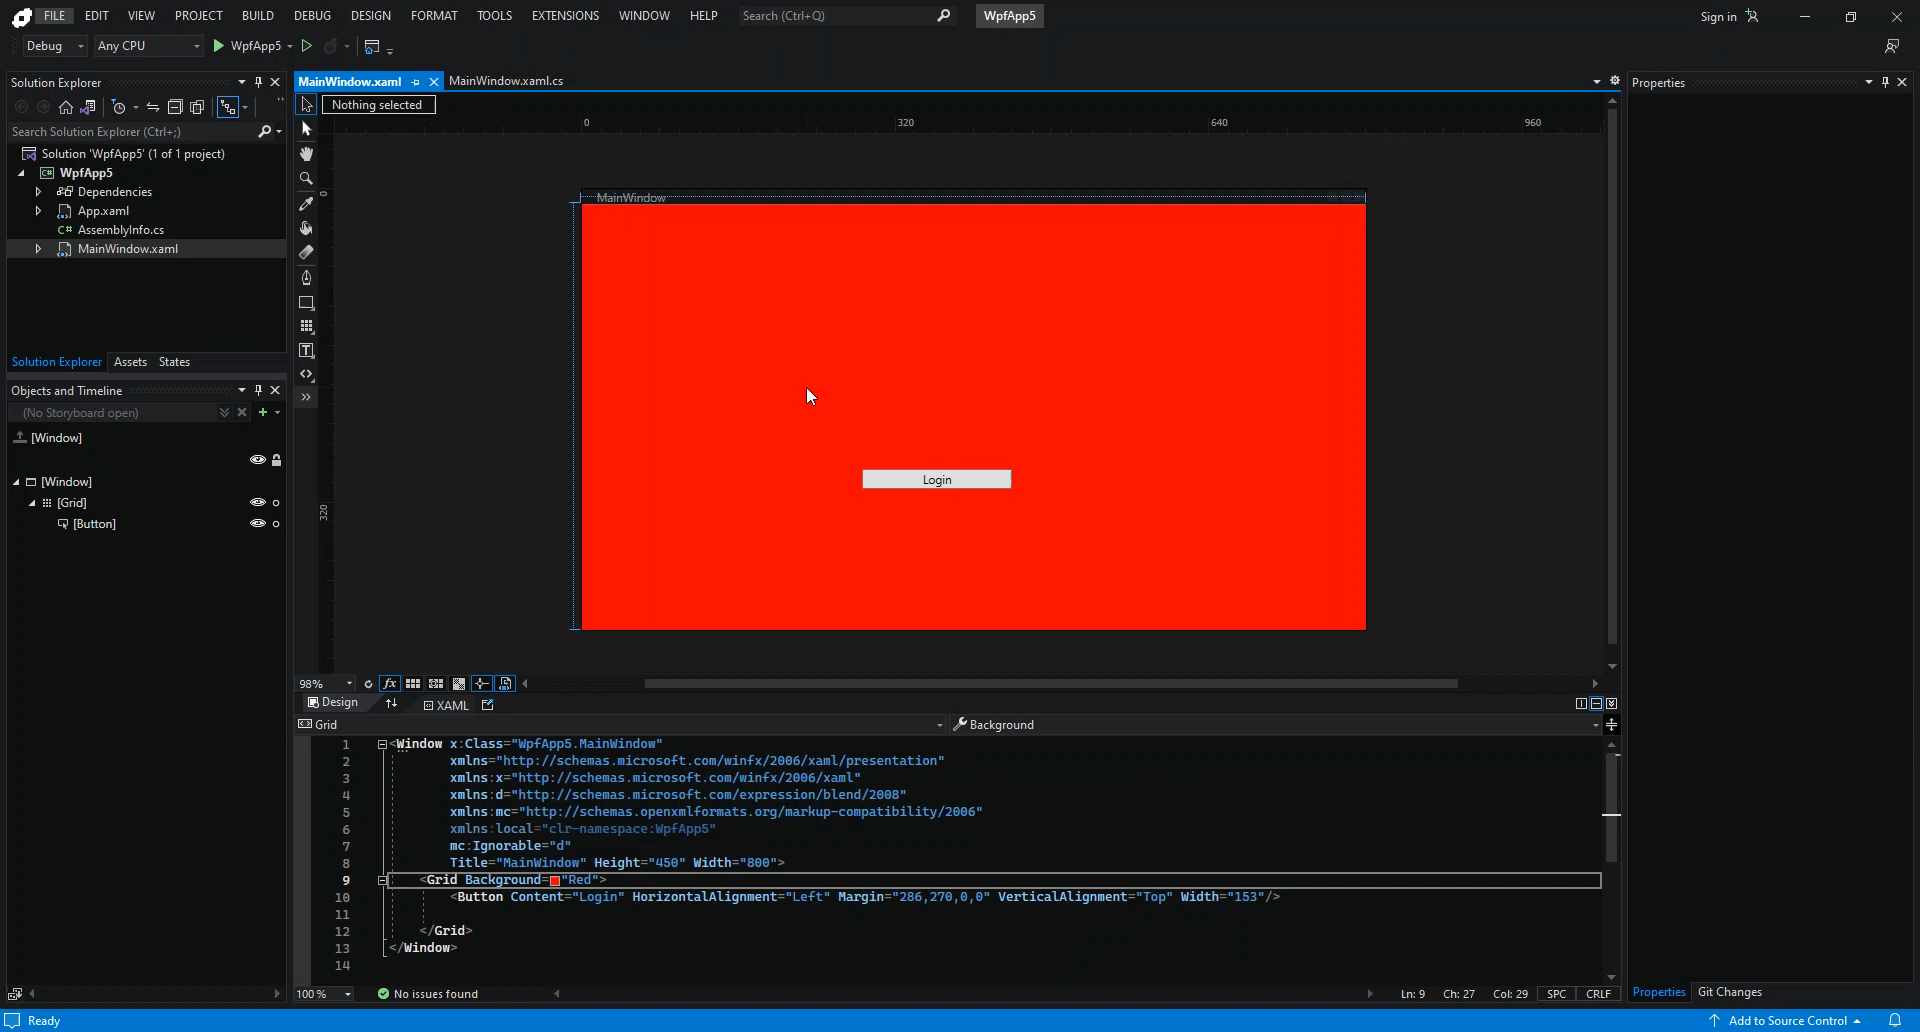 FILE EDIT VIEW PROJECT BUILD DEBUG DESIGN FORMAT TOOLS EXTENSIONS WINDOW HELP Search (Ctrl+Q) WpfApp5 Sign in
Debug Any CPU WpfApp5
Solution Explorer
Search Solution Explorer (Ctrl+;)
Solution 'WpfApp5' (1 of 1 project)
C# WpfApp5
Dependencies
App.xaml
C# AssemblyInfo.cs
MainWindow.xaml
Solution Explorer Assets States
Objects and Timeline
(No Storyboard open)
[Window]
[Window]
[Grid]
[Button]
MainWindow.xaml MainWindow.xaml.cs
Nothing selected
0 320 640 960
0
320
MainWindow
Login
98% fx
Design XAML
Grid Background
1 <Window x:Class="WpfApp5.MainWindow"
2 xmlns="http://schemas.microsoft.com/winfx/2006/xaml/presentation"
3 xmlns:x="http://schemas.microsoft.com/winfx/2006/xaml"
4 xmlns:d="http://schemas.microsoft.com/expression/blend/2008"
5 xmlns:mc="http://schemas.openxmlformats.org/markup-compatibility/2006"
6 xmlns:local="clr-namespace:WpfApp5"
7 mc:Ignorable="d"
8 Title="MainWindow" Height="450" Width="800">
9 <Grid Background="Red">
10 <Button Content="Login" HorizontalAlignment="Left" Margin="286,270,0,0" VerticalAlignment="Top" Width="153"/>
11
12 </Grid>
13 </Window>
14
100 % No issues found Ln: 9 Ch: 27 Col: 29 SPC CRLF
Properties
Properties Git Changes
Ready Add to Source Control